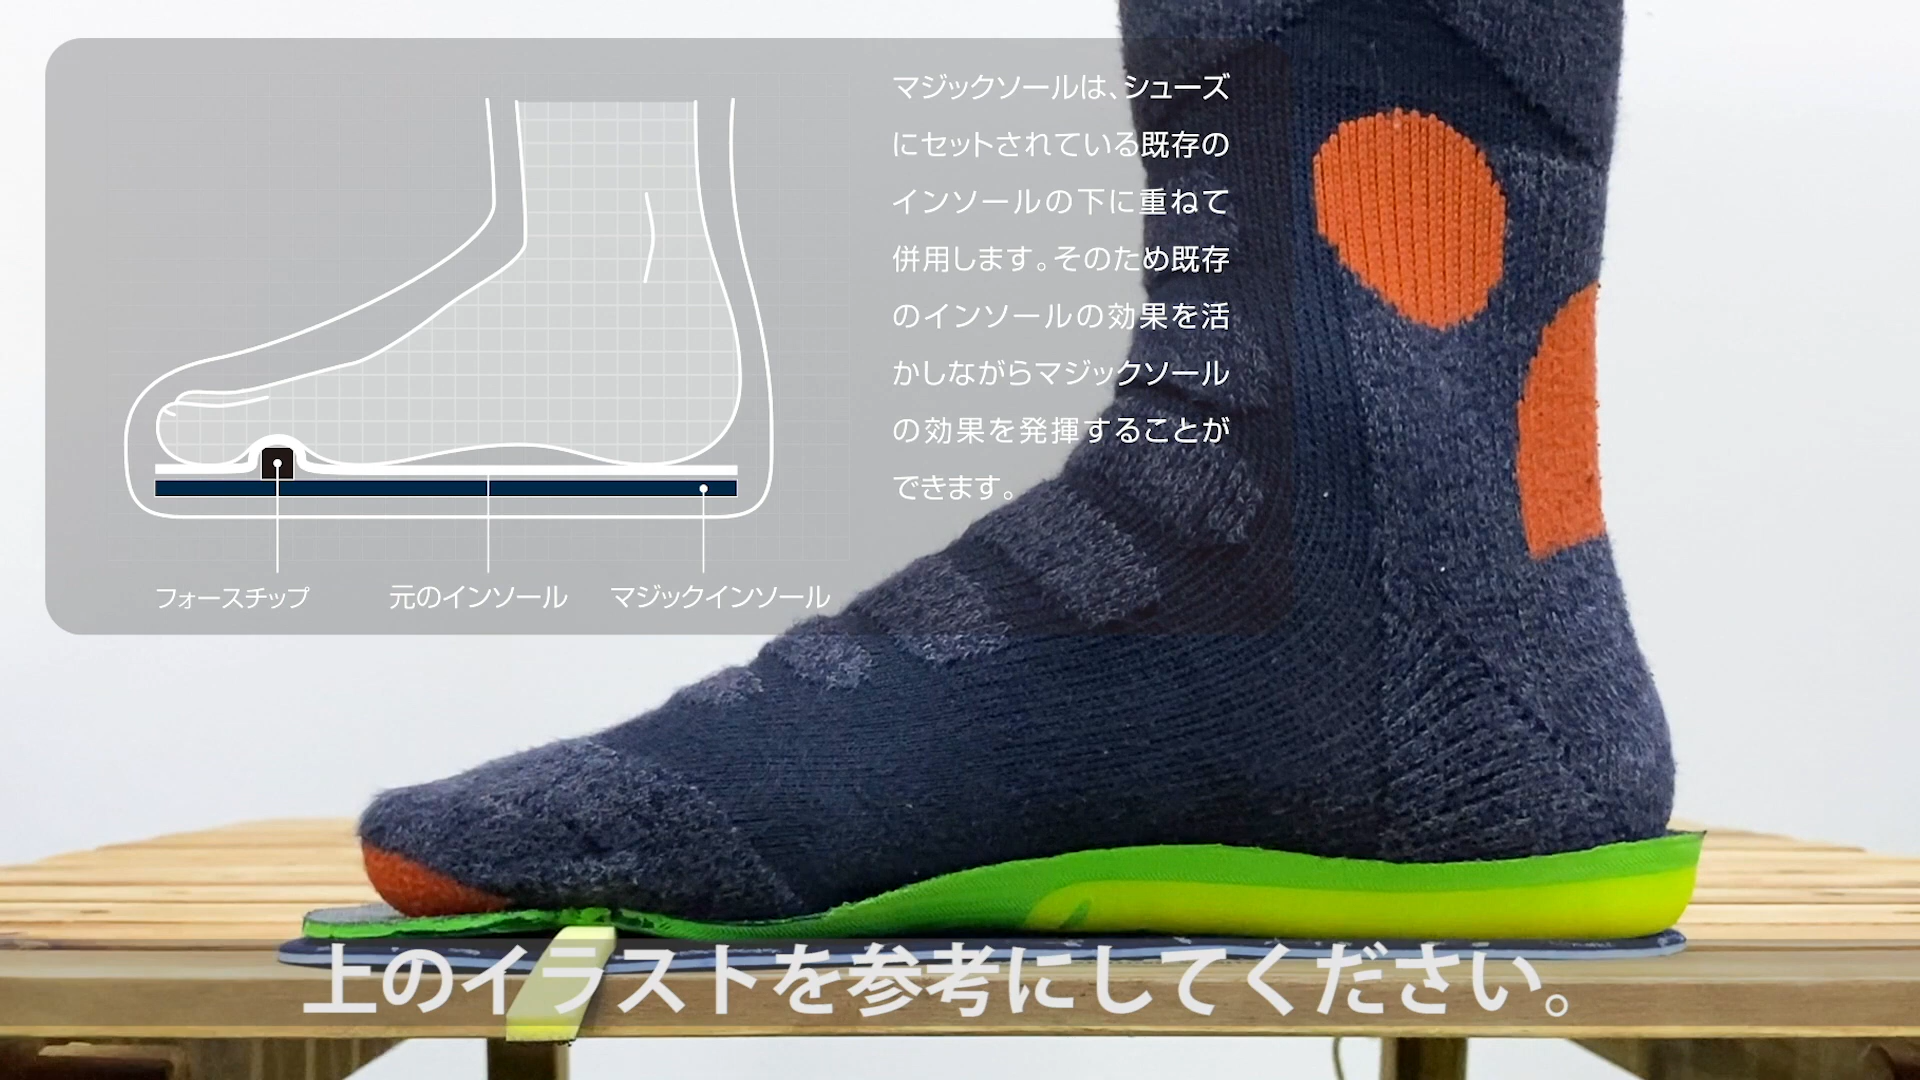 マジックソールは、シューズ
にセットされている既存の
インソールの下に重ねて
併用します。そのため既存
のインソールの効果を活
かしながらマジックソール
の効果を発揮することが
できます。
フォースチップ
元のインソール
マジックインソール
上のイラストを参考にしてください。